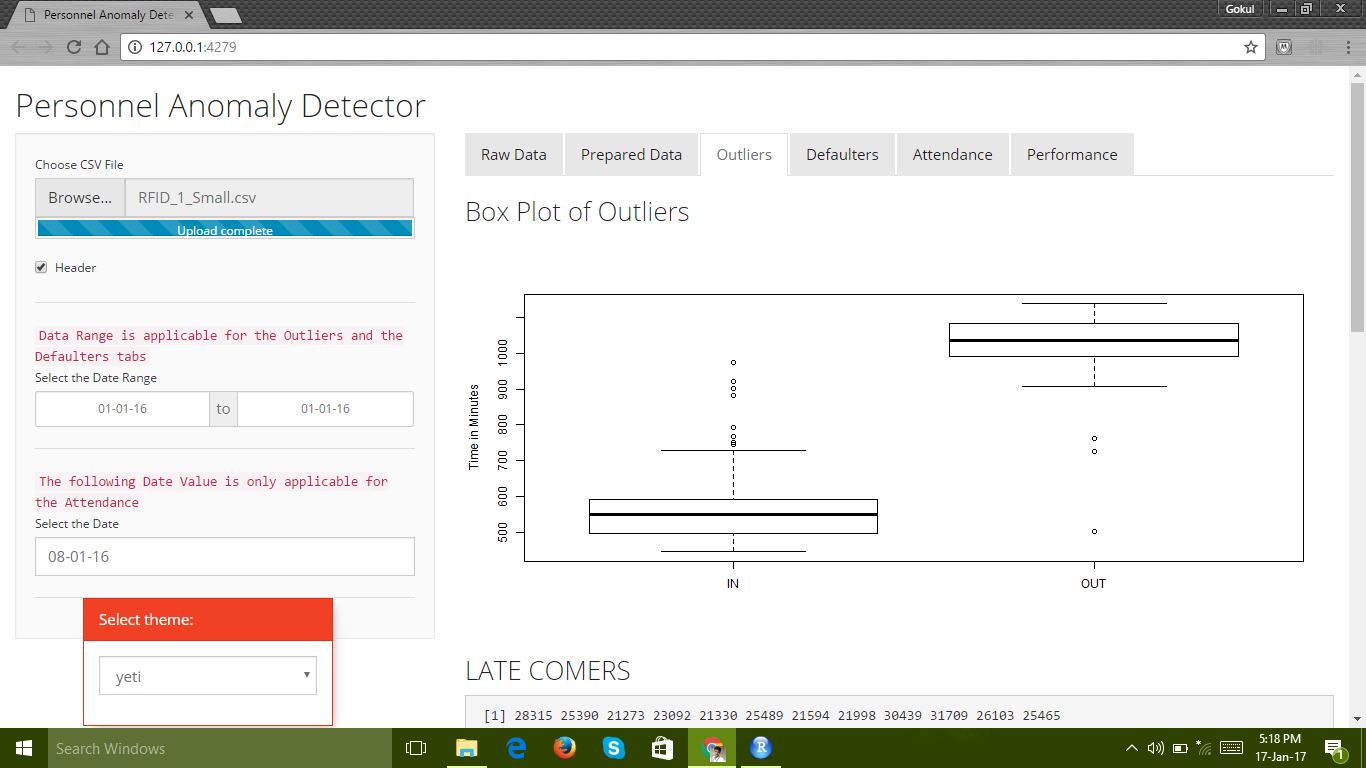 Personnel Anomaly Dete
Gokul
127.0.0.1:4279
Personnel Anomaly Detector
Choose CSV File
Browse... RFID_1_Small.csv
Upload complete
Header
Data Range is applicable for the Outliers and the
Defaulters tabs
Select the Date Range
01-01-16 to 01-01-16
The following Date Value is only applicable for
the Attendance
Select the Date
08-01-16
Select theme:
yeti
Raw Data Prepared Data Outliers Defaulters Attendance Performance
Box Plot of Outliers
Time in Minutes
1000
900
800
700
600
500
IN OUT
LATE COMERS
[1] 28315 25390 21273 23092 21330 25489 21594 21998 30439 31709 26103 25465
Search Windows
5:18 PM
17-Jan-17
1